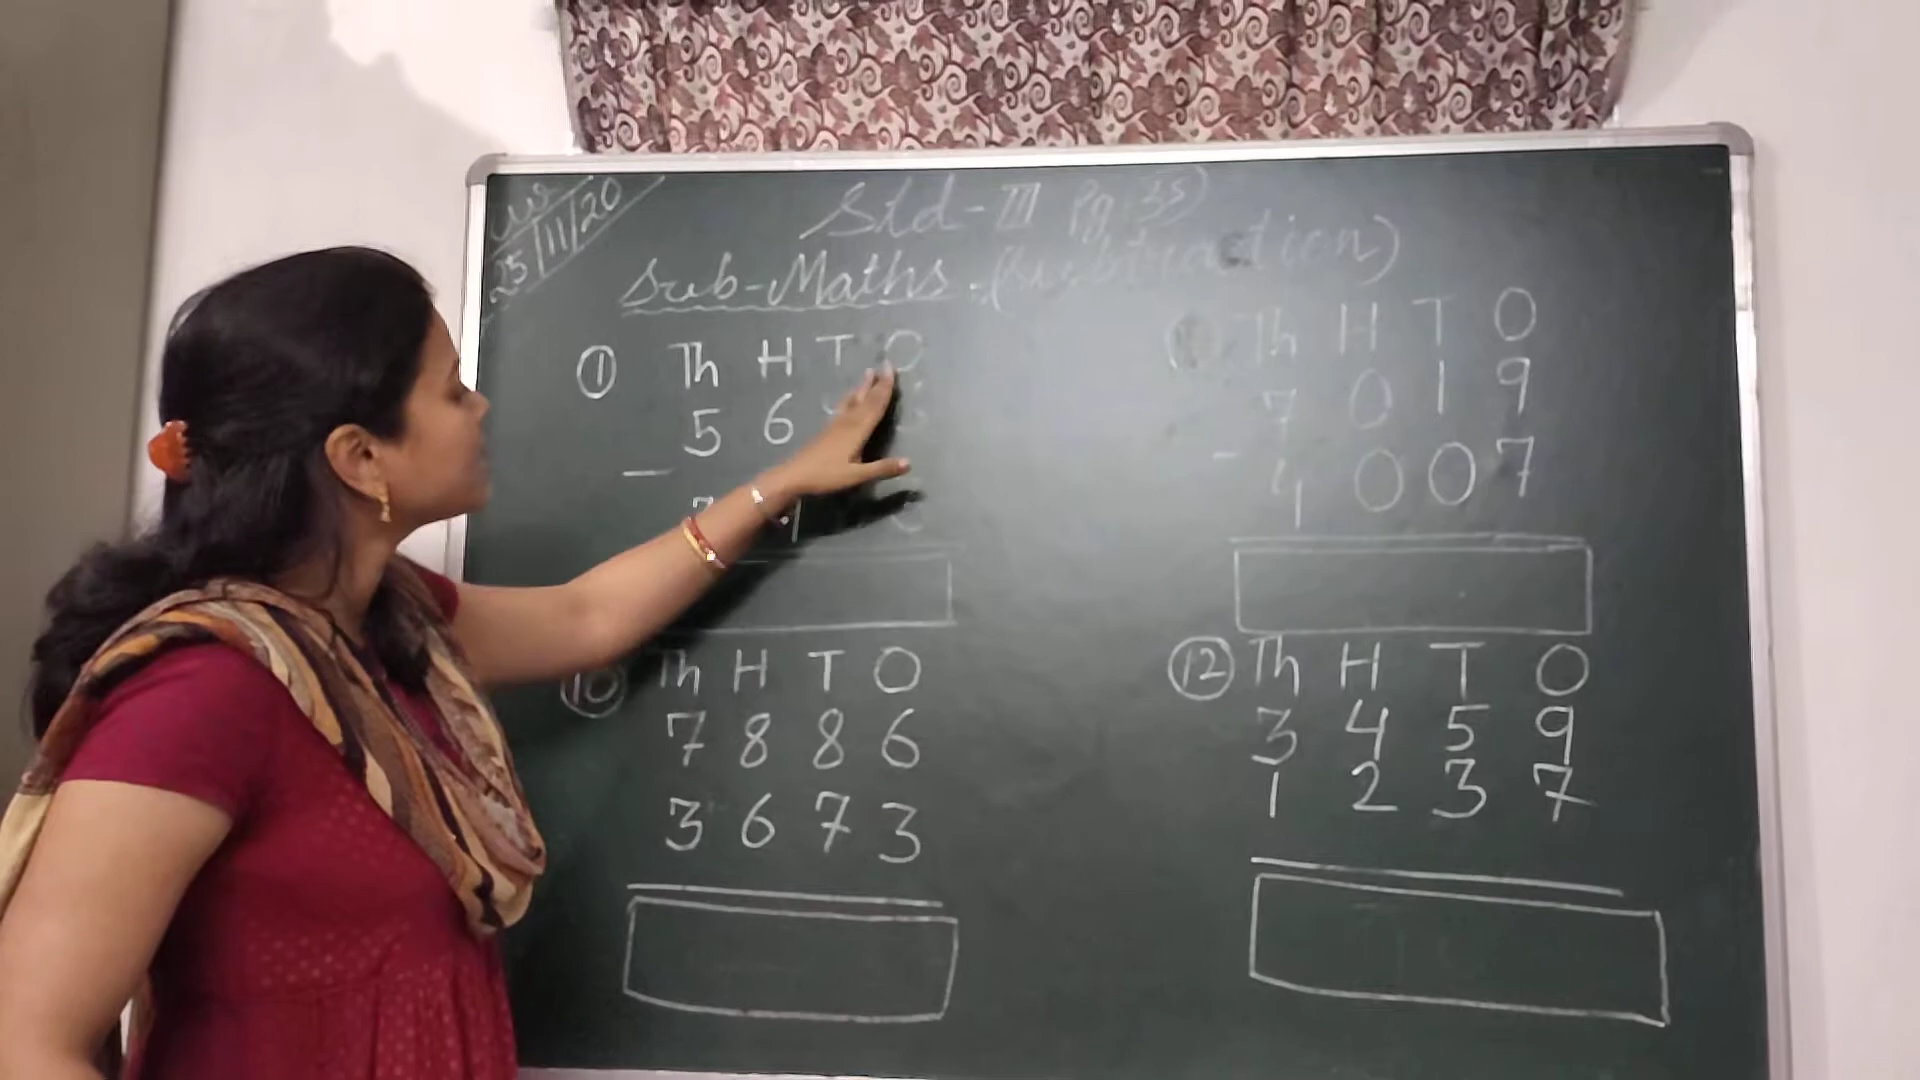 25/11/20
Std-III Pg. 35)
Sub-Maths. (Subtraction)
① Th H T O
5 6
−
⑩ Th H T O
7 8 8 6
3 6 7 3
Th H T O
7 0 1 9
- 4 0 0 7
⑫ Th H T O
3 4 5 9
1 2 3 7